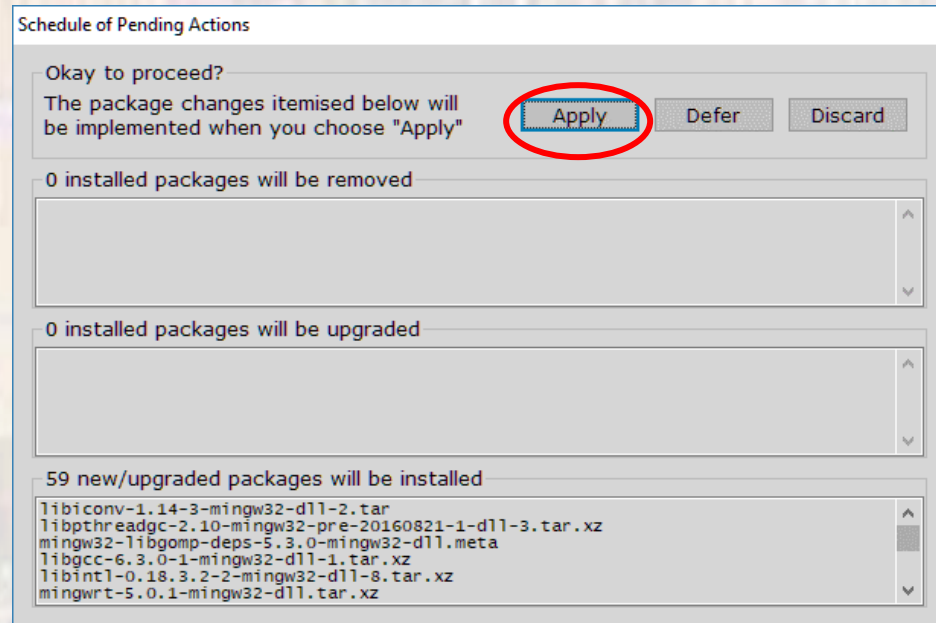 Schedule of Pending Actions
Okay to proceed?
The package changes itemised below will
be implemented when you choose "Apply"
Apply
Defer
Discard
0 installed packages will be removed
0 installed packages will be upgraded
59 new/upgraded packages will be installed
libiconv-1.14-3-mingw32-dll-2.tar
libpthreadgc-2.10-mingw32-pre-20160821-1-dll-3.tar.xz
mingw32-libgomp-deps-5.3.0-mingw32-dll.meta
libgcc-6.3.0-1-mingw32-dll-1.tar.xz
libintl-0.18.3.2-2-mingw32-dll-8.tar.xz
mingwrt-5.0.1-mingw32-dll.tar.xz